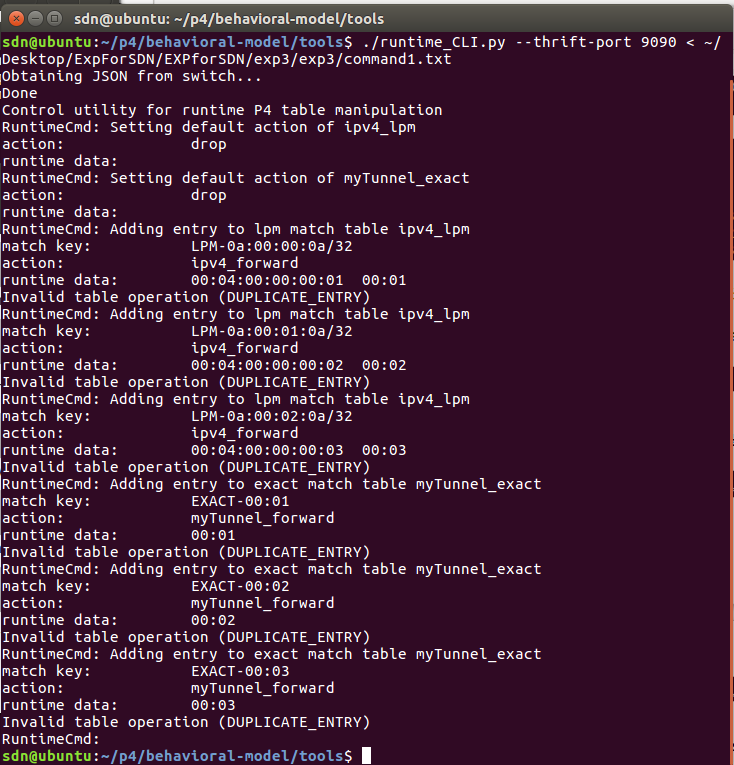 sdn@ubuntu: ~/p4/behavioral-model/tools
sdn@ubuntu:~/p4/behavioral-model/tools$ ./runtime_CLI.py --thrift-port 9090 < ~/
Desktop/ExpForSDN/EXPforSDN/exp3/exp3/command1.txt
Obtaining JSON from switch...
Done
Control utility for runtime P4 table manipulation
RuntimeCmd: Setting default action of ipv4_lpm
action:              drop
runtime data:
RuntimeCmd: Setting default action of myTunnel_exact
action:              drop
runtime data:
RuntimeCmd: Adding entry to lpm match table ipv4_lpm
match key:           LPM-0a:00:00:0a/32
action:              ipv4_forward
runtime data:        00:04:00:00:00:01  00:01
Invalid table operation (DUPLICATE_ENTRY)
RuntimeCmd: Adding entry to lpm match table ipv4_lpm
match key:           LPM-0a:00:01:0a/32
action:              ipv4_forward
runtime data:        00:04:00:00:00:02  00:02
Invalid table operation (DUPLICATE_ENTRY)
RuntimeCmd: Adding entry to lpm match table ipv4_lpm
match key:           LPM-0a:00:02:0a/32
action:              ipv4_forward
runtime data:        00:04:00:00:00:03  00:03
Invalid table operation (DUPLICATE_ENTRY)
RuntimeCmd: Adding entry to exact match table myTunnel_exact
match key:           EXACT-00:01
action:              myTunnel_forward
runtime data:        00:01
Invalid table operation (DUPLICATE_ENTRY)
RuntimeCmd: Adding entry to exact match table myTunnel_exact
match key:           EXACT-00:02
action:              myTunnel_forward
runtime data:        00:02
Invalid table operation (DUPLICATE_ENTRY)
RuntimeCmd: Adding entry to exact match table myTunnel_exact
match key:           EXACT-00:03
action:              myTunnel_forward
runtime data:        00:03
Invalid table operation (DUPLICATE_ENTRY)
RuntimeCmd:
sdn@ubuntu:~/p4/behavioral-model/tools$